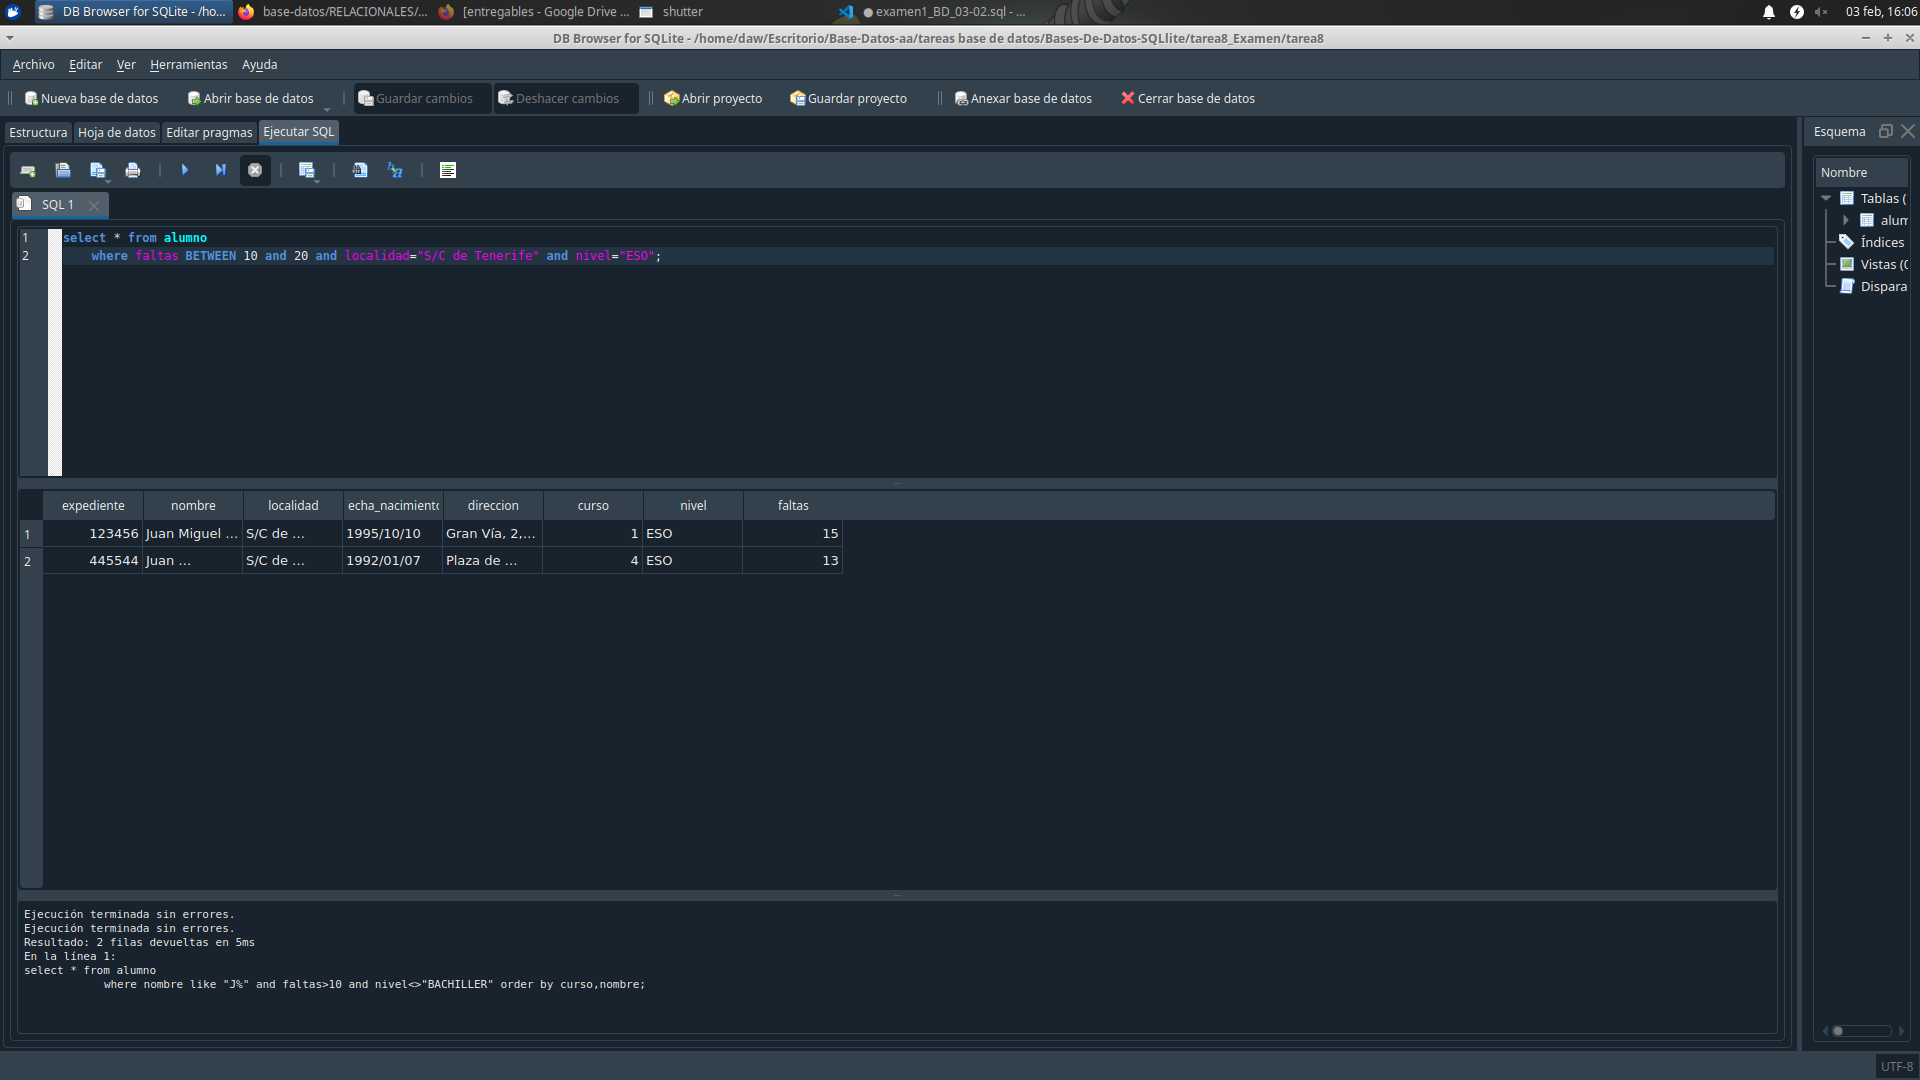 DB Browser for SQLite - /ho...
base-datos/RELACIONALES/...
[entregables - Google Drive ...
shutter
examen1_BD_03-02.sql - ...
03 feb, 16:06
DB Browser for SQLite - /home/daw/Escritorio/Base-Datos-aa/tareas base de datos/Bases-De-Datos-SQLlite/tarea8_Examen/tarea8
Archivo Editar Ver Herramientas Ayuda
Nueva base de datos Abrir base de datos Guardar cambios Deshacer cambios Abrir proyecto Guardar proyecto Anexar base de datos Cerrar base de datos
Estructura Hoja de datos Editar pragmas Ejecutar SQL
SQL 1
1 select * from alumno
2 where faltas BETWEEN 10 and 20 and localidad="S/C de Tenerife" and nivel="ESO";
expediente nombre localidad echa_nacimiento direccion curso nivel faltas
1 123456 Juan Miguel ... S/C de ... 1995/10/10 Gran Vía, 2,... 1 ESO 15
2 445544 Juan ... S/C de ... 1992/01/07 Plaza de ... 4 ESO 13
Ejecución terminada sin errores.
Ejecución terminada sin errores.
Resultado: 2 filas devueltas en 5ms
En la línea 1:
select * from alumno
where nombre like "J%" and faltas>10 and nivel<>"BACHILLER" order by curso,nombre;
Esquema
Nombre
Tablas (
alum
Índices
Vistas (0
Dispara
UTF-8